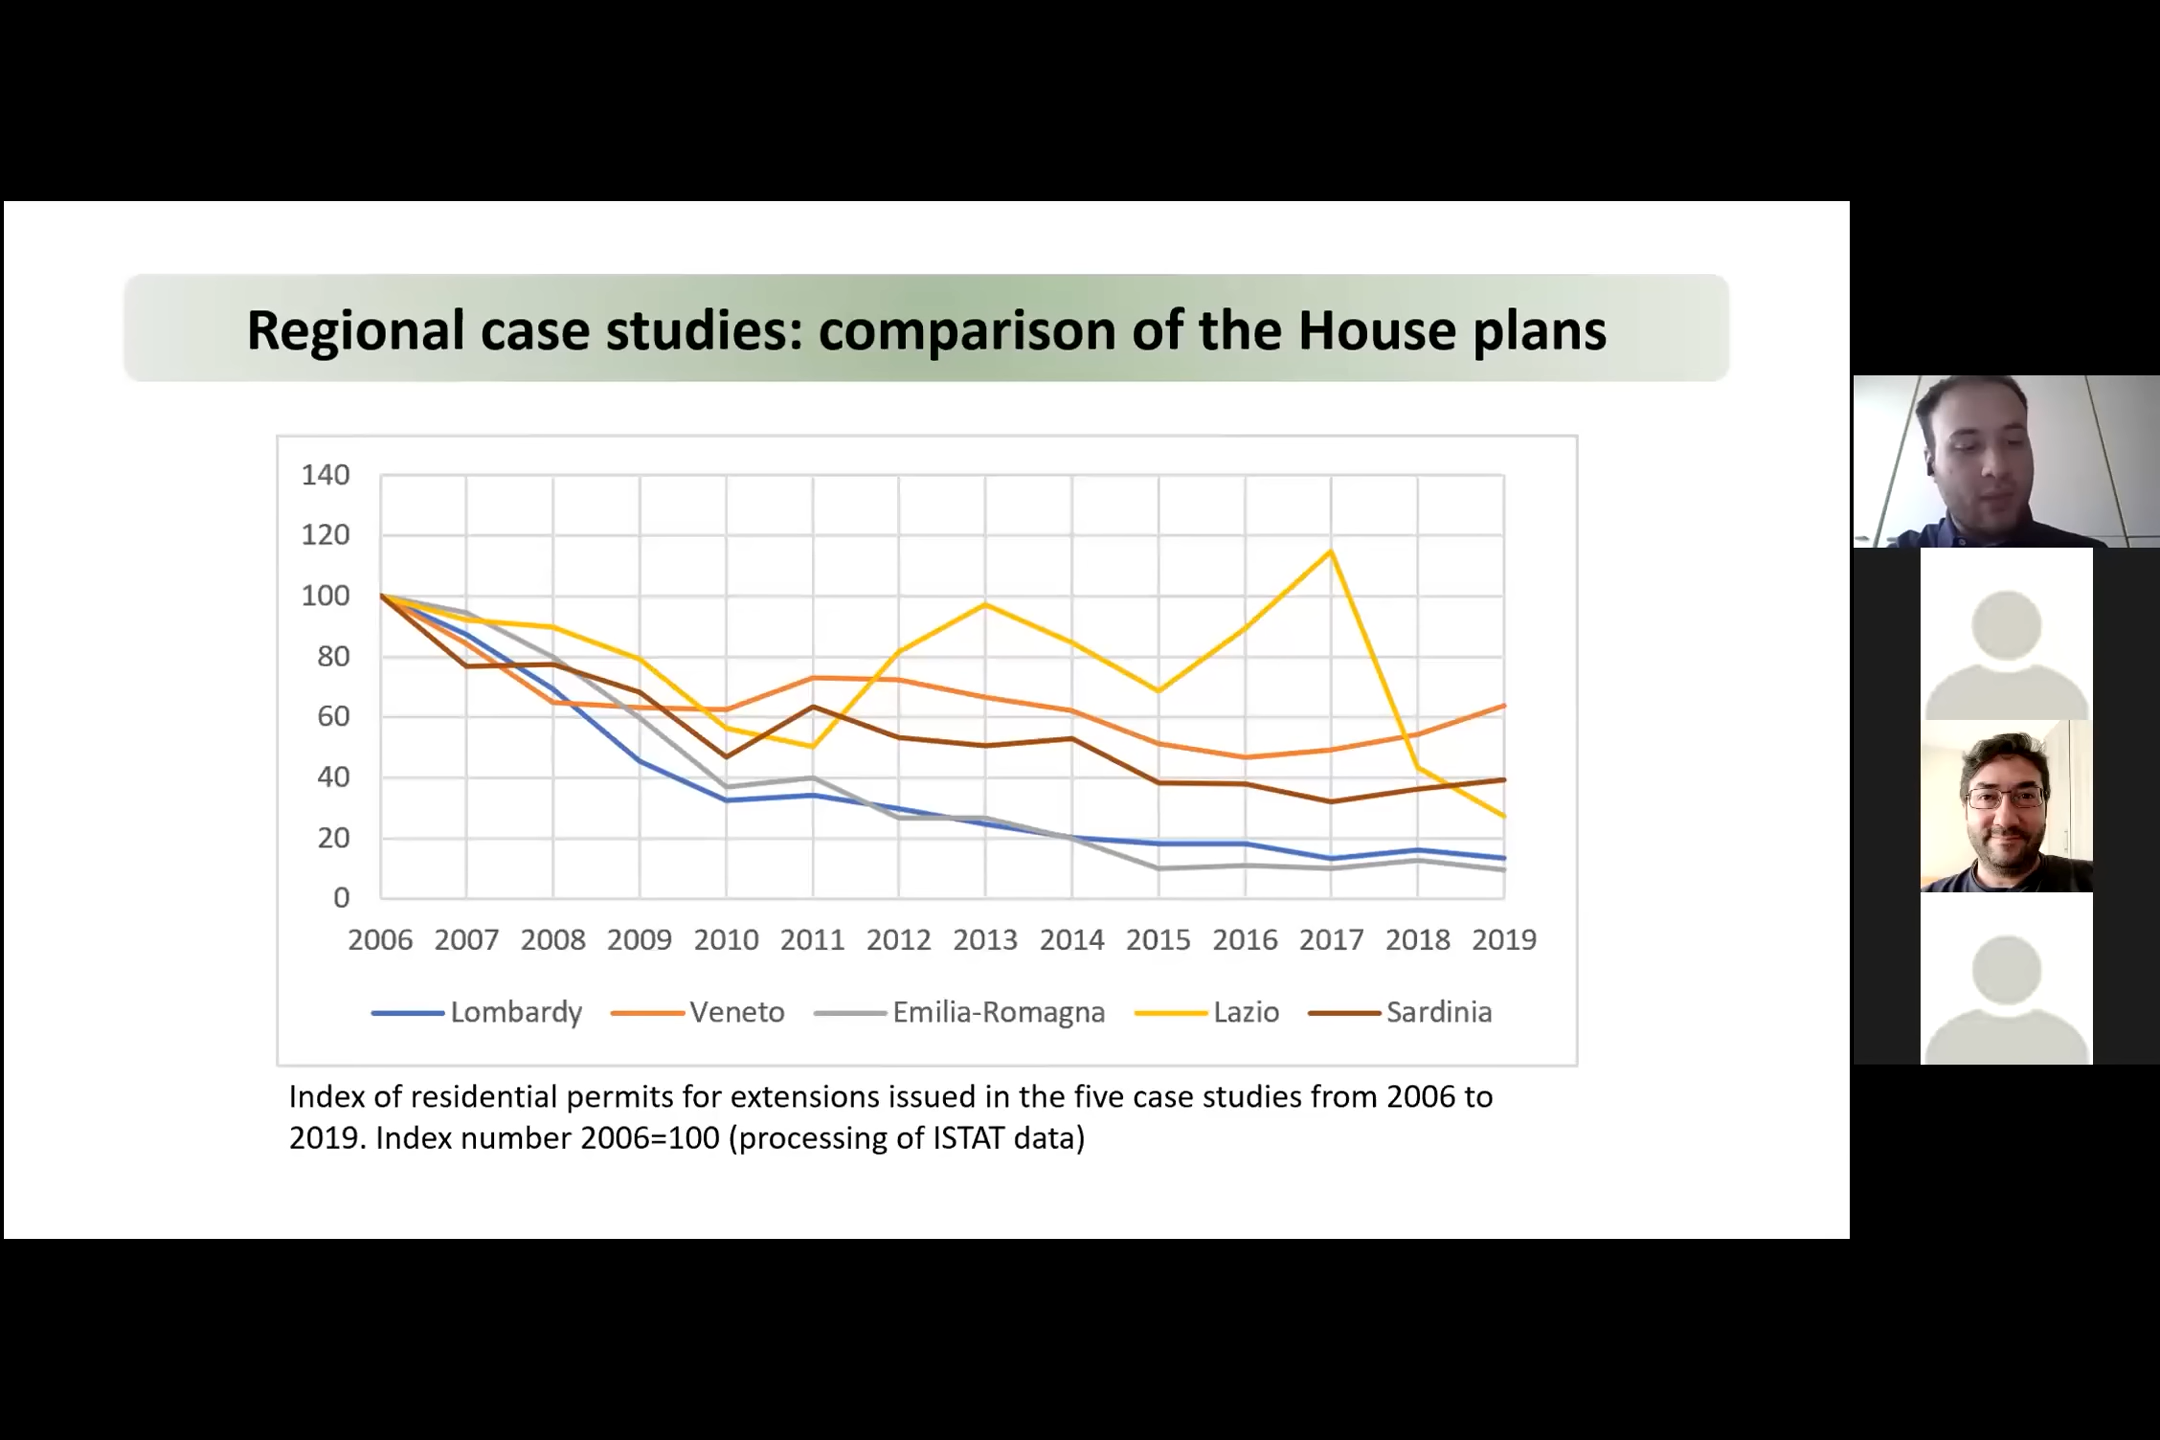 Regional case studies: comparison of the House plans
140
120
100
80
60
40
20
0
2006 2007 2008 2009 2010 2011 2012 2013 2014 2015 2016 2017 2018 2019
Lombardy Veneto Emilia-Romagna Lazio Sardinia
Index of residential permits for extensions issued in the five case studies from 2006 to
2019. Index number 2006=100 (processing of ISTAT data)